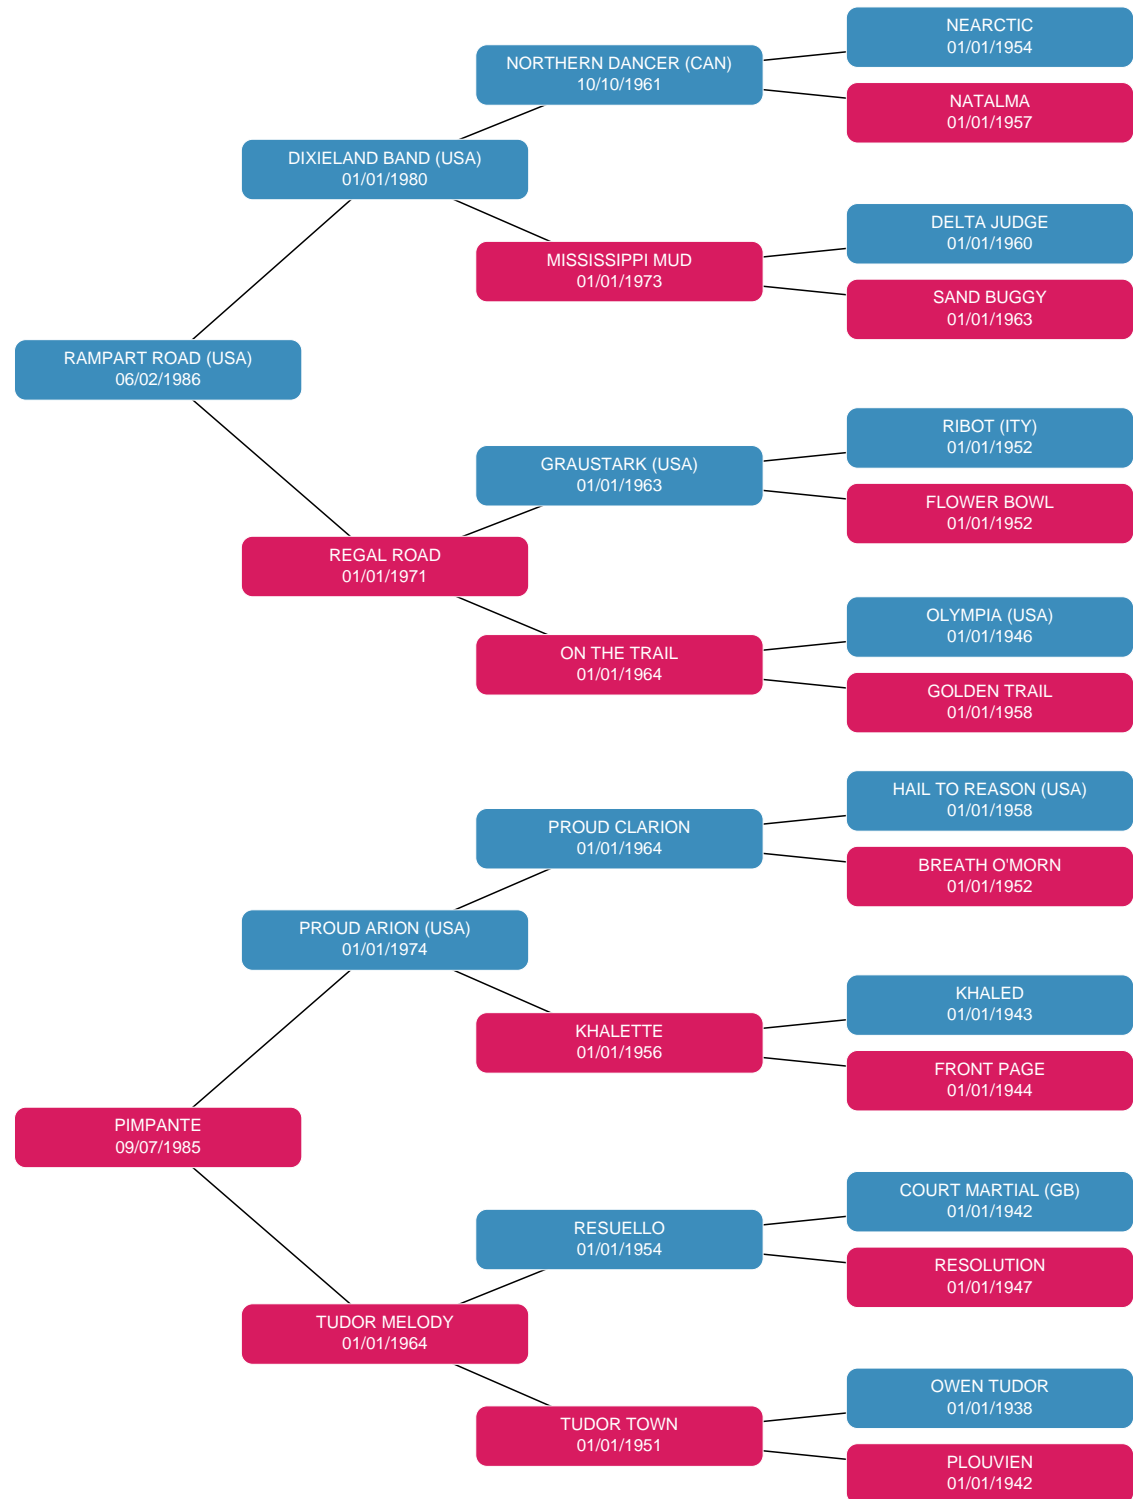 NEARCTIC
01/01/1954
NORTHERN DANCER (CAN)
10/10/1961
NATALMA
01/01/1957
DIXIELAND BAND (USA)
01/01/1980
DELTA JUDGE
01/01/1960
MISSISSIPPI MUD
01/01/1973
SAND BUGGY
01/01/1963
RAMPART ROAD (USA)
06/02/1986
RIBOT (ITY)
01/01/1952
GRAUSTARK (USA)
01/01/1963
FLOWER BOWL
01/01/1952
REGAL ROAD
01/01/1971
OLYMPIA (USA)
01/01/1946
ON THE TRAIL
01/01/1964
GOLDEN TRAIL
01/01/1958
HAIL TO REASON (USA)
01/01/1958
PROUD CLARION
01/01/1964
BREATH O'MORN
01/01/1952
PROUD ARION (USA)
01/01/1974
KHALED
01/01/1943
KHALETTE
01/01/1956
FRONT PAGE
01/01/1944
PIMPANTE
09/07/1985
COURT MARTIAL (GB)
01/01/1942
RESUELLO
01/01/1954
RESOLUTION
01/01/1947
TUDOR MELODY
01/01/1964
OWEN TUDOR
01/01/1938
TUDOR TOWN
01/01/1951
PLOUVIEN
01/01/1942